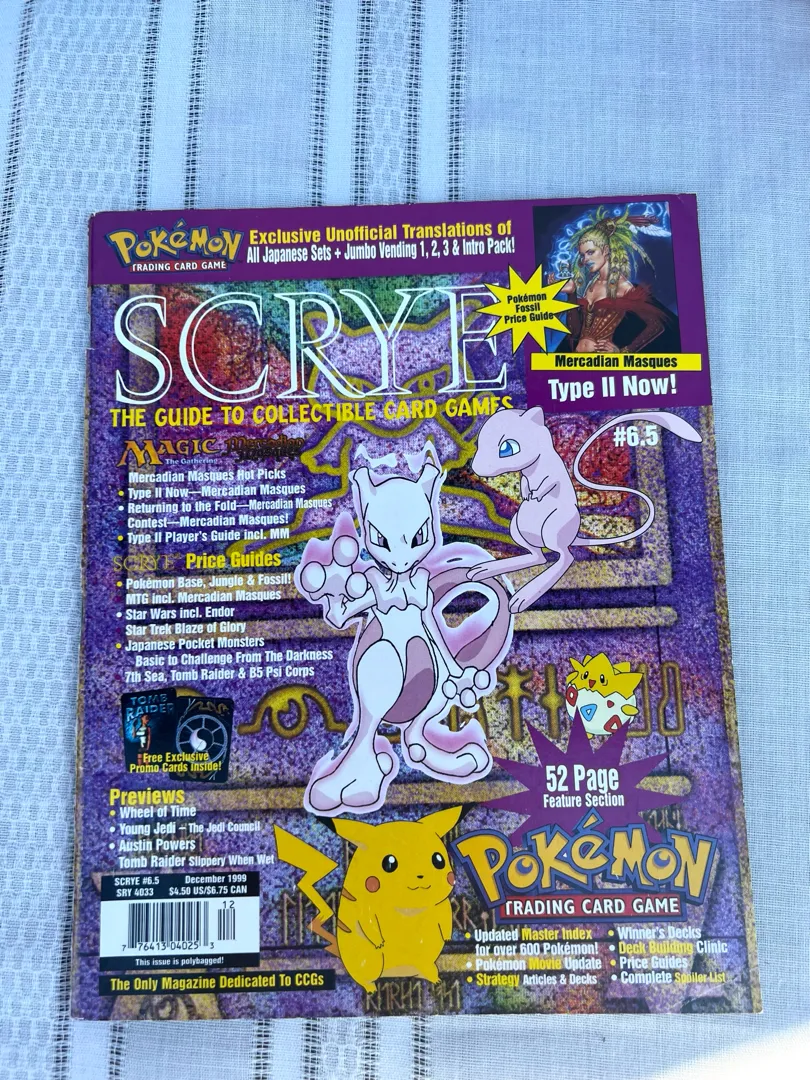 POKéMON
TRADING CARD GAME
Exclusive Unofficial Translations of
All Japanese Sets + Jumbo Vending 1, 2, 3 & Intro Pack!
SCRYE
THE GUIDE TO COLLECTIBLE CARD GAMES
Pokémon
Fossil
Price Guide
Mercadian Masques
Type II Now!
#6.5
MAGIC
The Gathering
Mercadian Masques Hot Picks
• Type II Now—Mercadian Masques
• Returning to the Fold—Mercadian Masques
Contest—Mercadian Masques!
• Type II Player's Guide incl. MM
SCRYE Price Guides
• Pokémon Base, Jungle & Fossil!
MTG incl. Mercadian Masques
• Star Wars incl. Endor
Star Trek Blaze of Glory
• Japanese Pocket Monsters
Basic to Challenge From The Darkness
7th Sea, Tomb Raider & B5 Psi Corps
TOMB
RAIDER
Free Exclusive
Promo Cards Inside!
Previews
• Wheel of Time
• Young Jedi – The Jedi Council
• Austin Powers
Tomb Raider Slippery When Wet
SCRYE #6.5 December 1999
SRY 4033 $4.50 US/$6.75 CAN
12
7 76413 04025 3
This issue is polybagged!
The Only Magazine Dedicated To CCGs
52 Page
Feature Section
POKéMON
TRADING CARD GAME
• Updated Master Index
for over 600 Pokémon!
• Pokémon Movie Update
• Strategy Articles & Decks
• Winner's Decks
• Deck Building Clinic
• Price Guides
• Complete Spoiler List